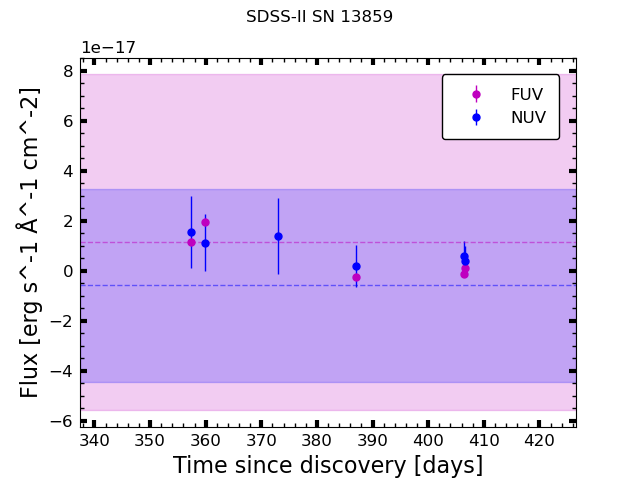 SDSS-II SN 13859
1e−17
8
6
4
2
0
−2
−4
−6
Flux [erg s^-1 Å^-1 cm^-2]
FUV
NUV
340 350 360 370 380 390 400 410 420
Time since discovery [days]